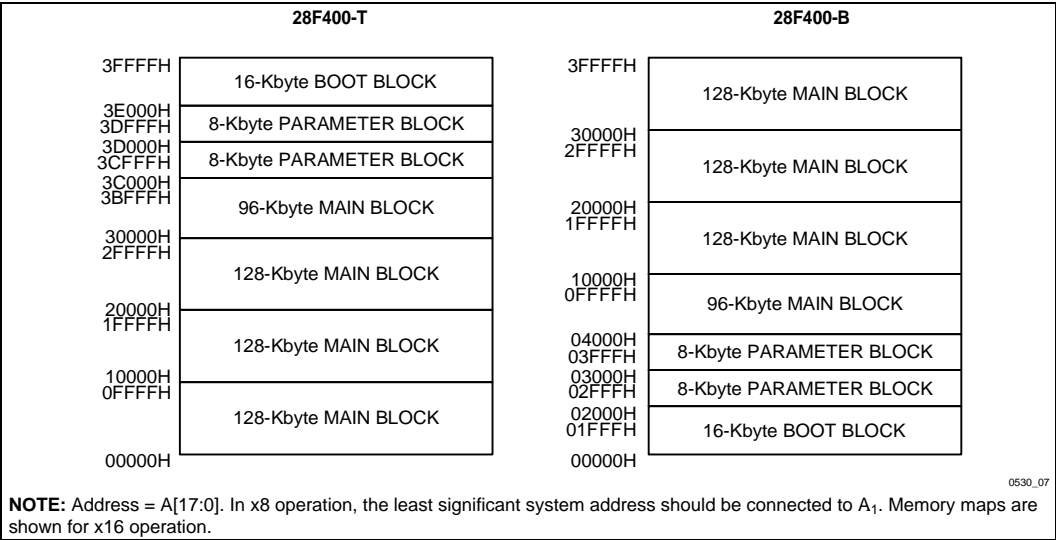 28F400-T
3FFFFH
16-Kbyte BOOT BLOCK
3E000H
3DFFFH
8-Kbyte PARAMETER BLOCK
3D000H
3CFFFH
8-Kbyte PARAMETER BLOCK
3C000H
3BFFFH
96-Kbyte MAIN BLOCK
30000H
2FFFFH
128-Kbyte MAIN BLOCK
20000H
1FFFFH
128-Kbyte MAIN BLOCK
10000H
0FFFFH
128-Kbyte MAIN BLOCK
00000H
28F400-B
3FFFFH
128-Kbyte MAIN BLOCK
30000H
2FFFFH
128-Kbyte MAIN BLOCK
20000H
1FFFFH
128-Kbyte MAIN BLOCK
10000H
0FFFFH
96-Kbyte MAIN BLOCK
04000H
03FFFH
8-Kbyte PARAMETER BLOCK
03000H
02FFFH
8-Kbyte PARAMETER BLOCK
02000H
01FFFH
16-Kbyte BOOT BLOCK
00000H
0530_07
NOTE: Address = A[17:0]. In x8 operation, the least significant system address should be connected to A₁. Memory maps are
shown for x16 operation.